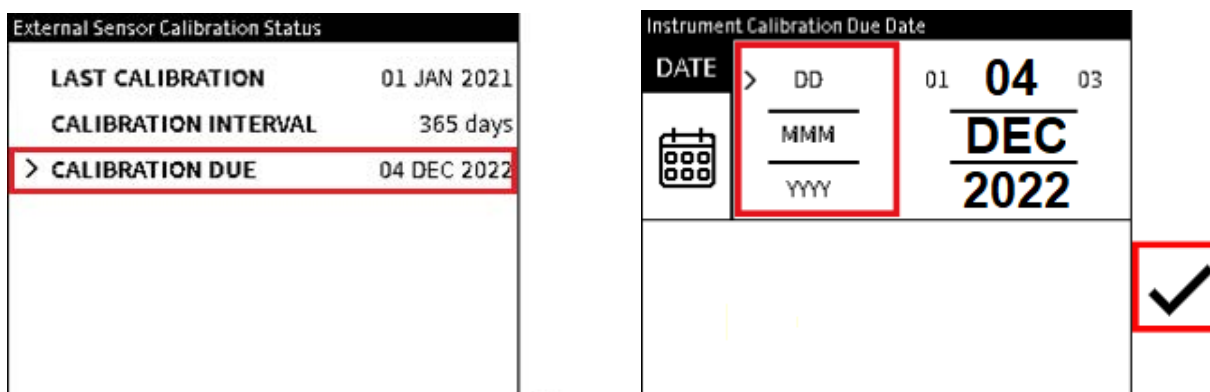 External Sensor Calibration Status
LAST CALIBRATION 01 JAN 2021
CALIBRATION INTERVAL 365 days
> CALIBRATION DUE 04 DEC 2022
Instrument Calibration Due Date
DATE
> DD 01 04 03
MMM DEC
YYYY 2022